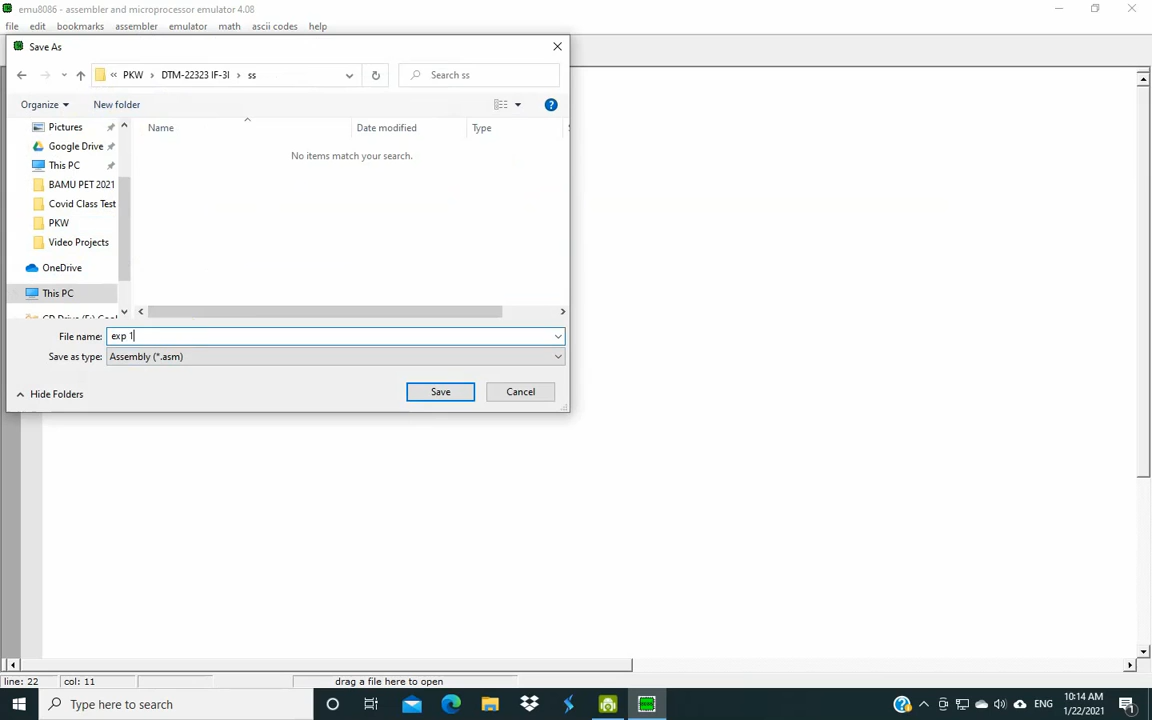 emu8086 - assembler and microprocessor emulator 4.08
file edit bookmarks assembler emulator math ascii codes help
Save As
« PKW › DTM-22323 IF-3I › ss
Search ss
Organize New folder
Name Date modified Type
No items match your search.
Pictures
Google Drive
This PC
BAMU PET 2021
Covid Class Test
PKW
Video Projects
OneDrive
This PC
File name: exp 1
Save as type: Assembly (*.asm)
Hide Folders
Save Cancel
line: 22 col: 11 drag a file here to open
Type here to search
ENG
10:14 AM
1/22/2021
1